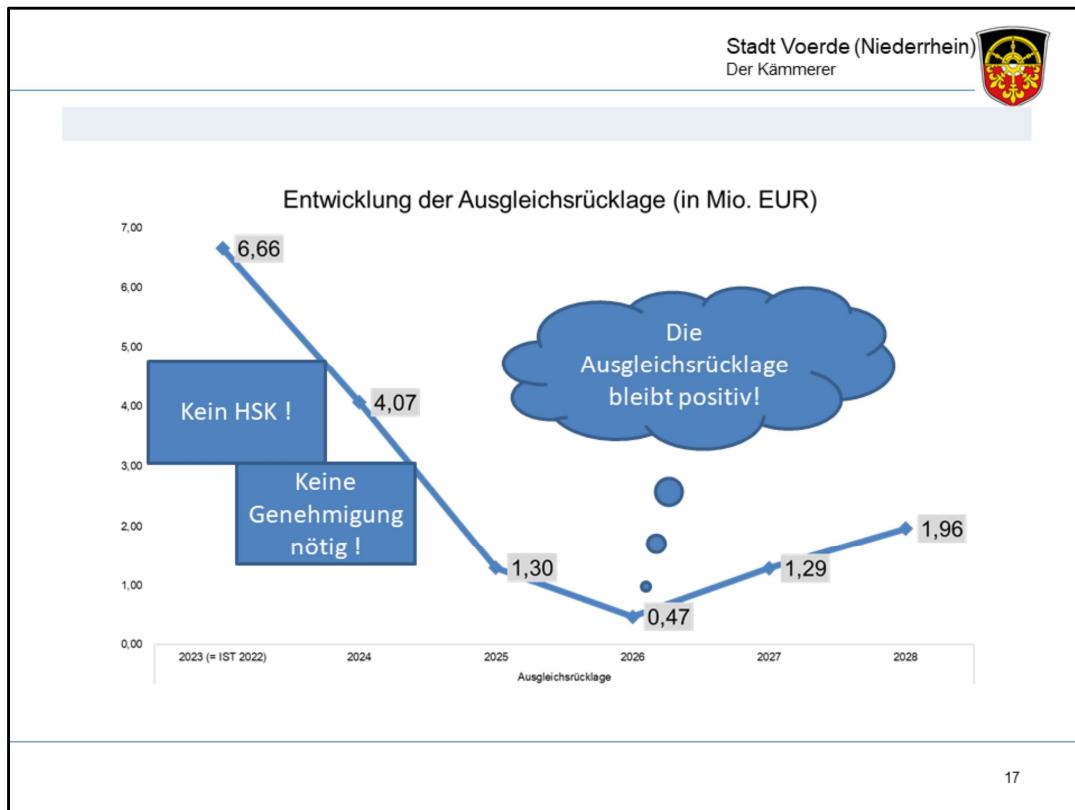 Stadt Voerde (Niederrhein)
Der Kämmerer
Entwicklung der Ausgleichsrücklage (in Mio. EUR)
7,00
6,00
5,00
4,00
3,00
2,00
1,00
0,00
6,66
4,07
1,30
0,47
1,29
1,96
Kein HSK !
Keine
Genehmigung
nötig !
Die
Ausgleichsrücklage
bleibt positiv!
2023 (= IST 2022)
2024
2025
2026
2027
2028
Ausgleichsrücklage
17